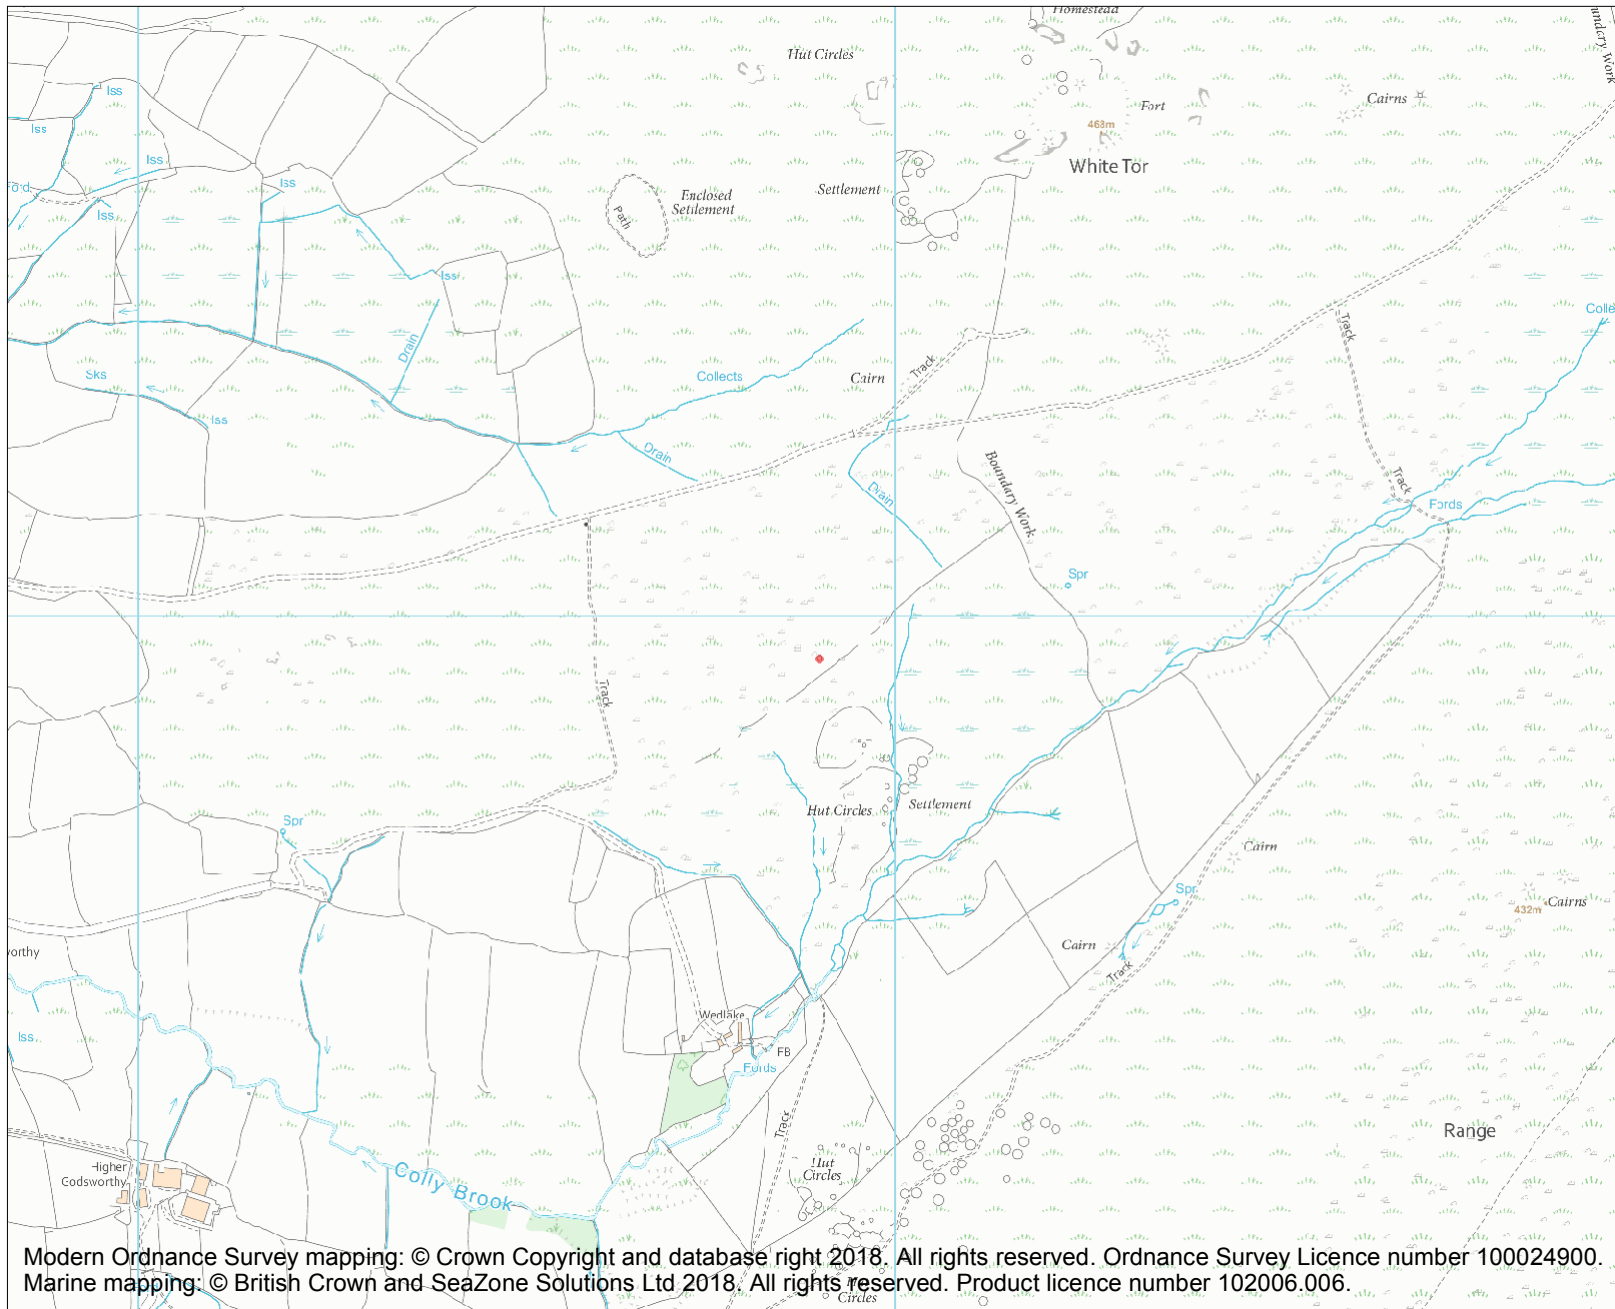 Homestead
Hut Circles
Iss
Iss
Fort
Cairns
463m
White Tor
Iss
Iss
Iss
Enclosed
Settlement
Path
Settlement
Iss
Drain
Track
Collects
Cairn
Track
Sks
Iss
Drain
Drain
Boundary Work
Track
Fords
Spr
Track
Spr
Hut Circles
Settlement
Cairn
Spr
432m
Cairns
Cairn
Track
Iss
Wedlake
FB
Fords
Track
Range
Higher
Godsworthy
Colly Brook
Hut
Circles
Circles
Modern Ordnance Survey mapping: © Crown Copyright and database right 2018. All rights reserved. Ordnance Survey Licence number 100024900.
Marine mapping: © British Crown and SeaZone Solutions Ltd 2018. All rights reserved. Product licence number 102006.006.